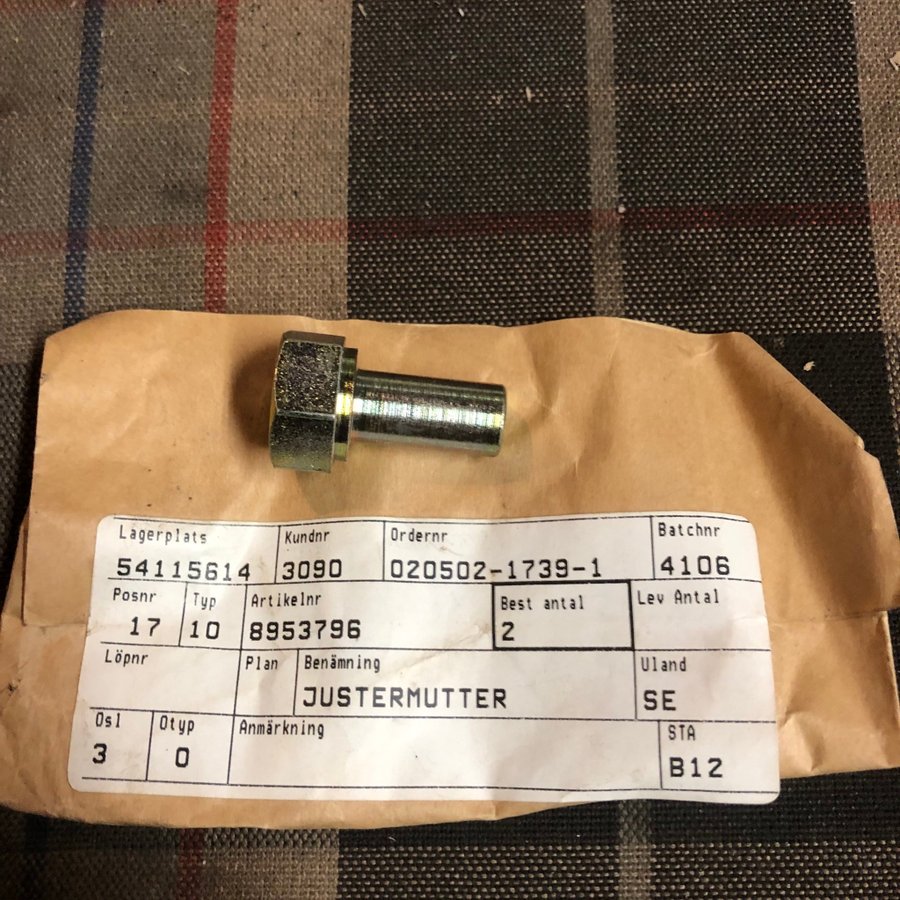 Lagerplats Kundnr Ordernr Batchnr
54115614 3090 020502-1739-1 4106
Posnr Typ Artikelnr Best antal Lev Antal
17 10 8953796 2
Löpnr Plan Benämning Uland
JUSTERMUTTER SE
Osl Otyp Anmärkning STA
3 0 B12